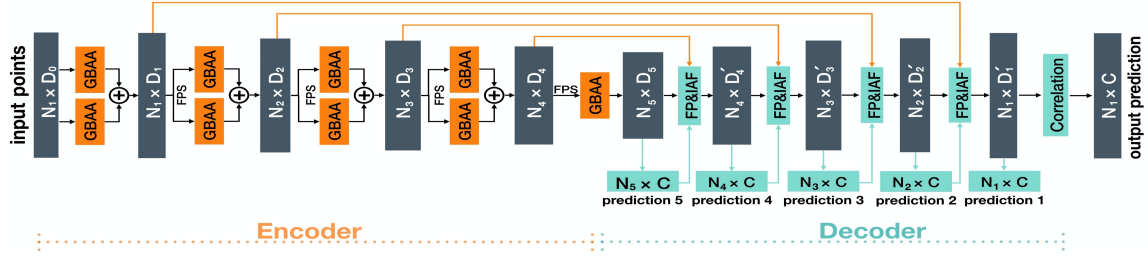 input points
N₁ × D₀
GBAA
GBAA
N₁ × D₁
FPS
GBAA
GBAA
N₂ × D₂
FPS
GBAA
GBAA
N₃ × D₃
FPS
GBAA
GBAA
N₄ × D₄
FPS
GBAA
N₅ × D₅
FP&IAF
N₄ × D₄′
FP&IAF
N₃ × D₃′
FP&IAF
N₂ × D₂′
FP&IAF
N₁ × D₁′
Correlation
N₁ × C
output prediction
N₅ × C
prediction 5
N₄ × C
prediction 4
N₃ × C
prediction 3
N₂ × C
prediction 2
N₁ × C
prediction 1
Encoder
Decoder